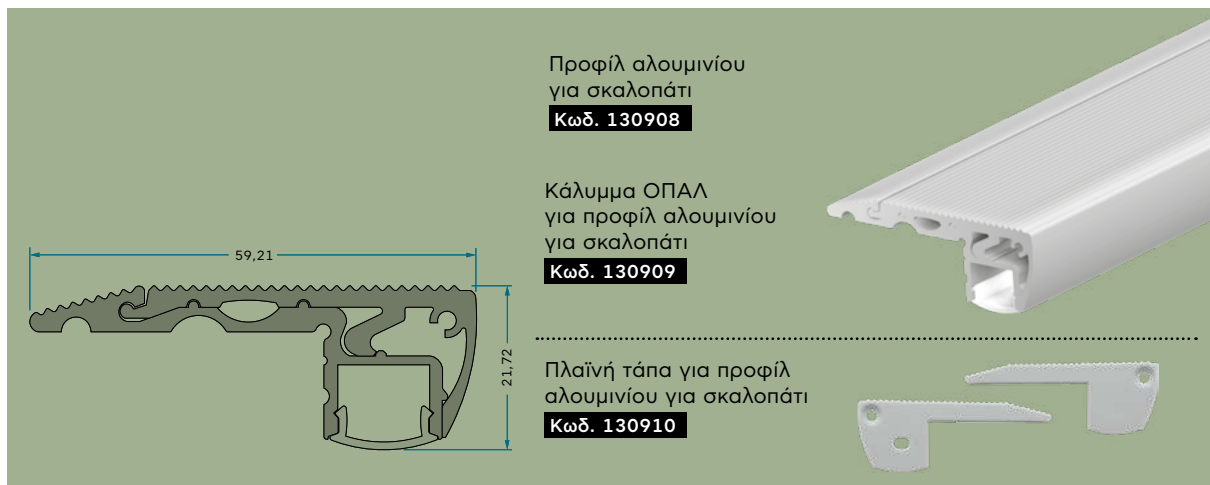 Προφίλ αλουμινίου
για σκαλοπάτι
Κωδ. 130908
Κάλυμμα ΟΠΑΛ
για προφίλ αλουμινίου
για σκαλοπάτι
Κωδ. 130909
59,21
21,72
Πλαϊνή τάπα για προφίλ
αλουμινίου για σκαλοπάτι
Κωδ. 130910